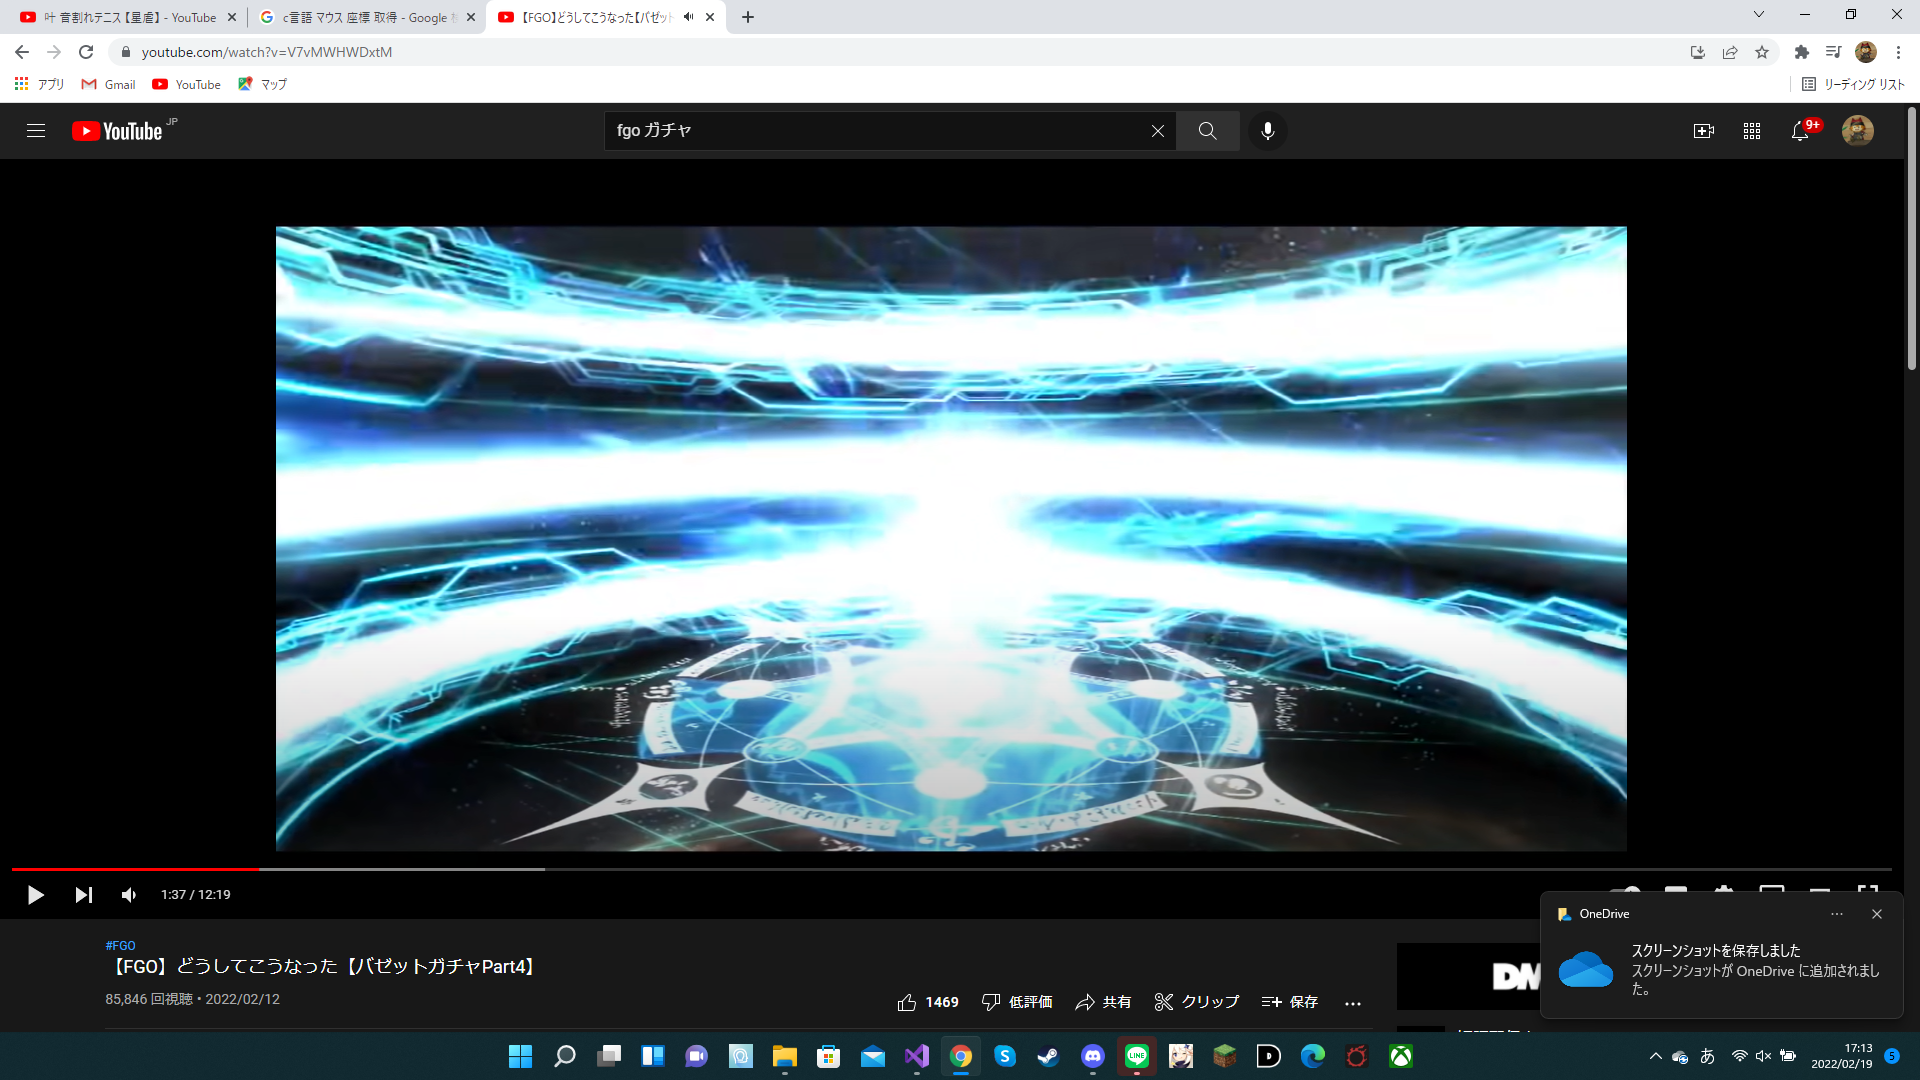 叶 音割れテニス【星虐】 - YouTube
c言語 マウス 座標 取得 - Google 検
【FGO】どうしてこうなった【バゼット
youtube.com/watch?v=V7vMWHWDxtM
アプリ
Gmail
YouTube
マップ
リーディング リスト
YouTube JP
fgo ガチャ
9+
1:37 / 12:19
#FGO
【FGO】どうしてこうなった【バゼットガチャPart4】
85,846 回視聴・2022/02/12
1469
低評価
共有
クリップ
保存
DM
OneDrive
スクリーンショットを保存しました
スクリーンショットが OneDrive に追加されまし
た。
LINE
あ
17:13
2022/02/19
5